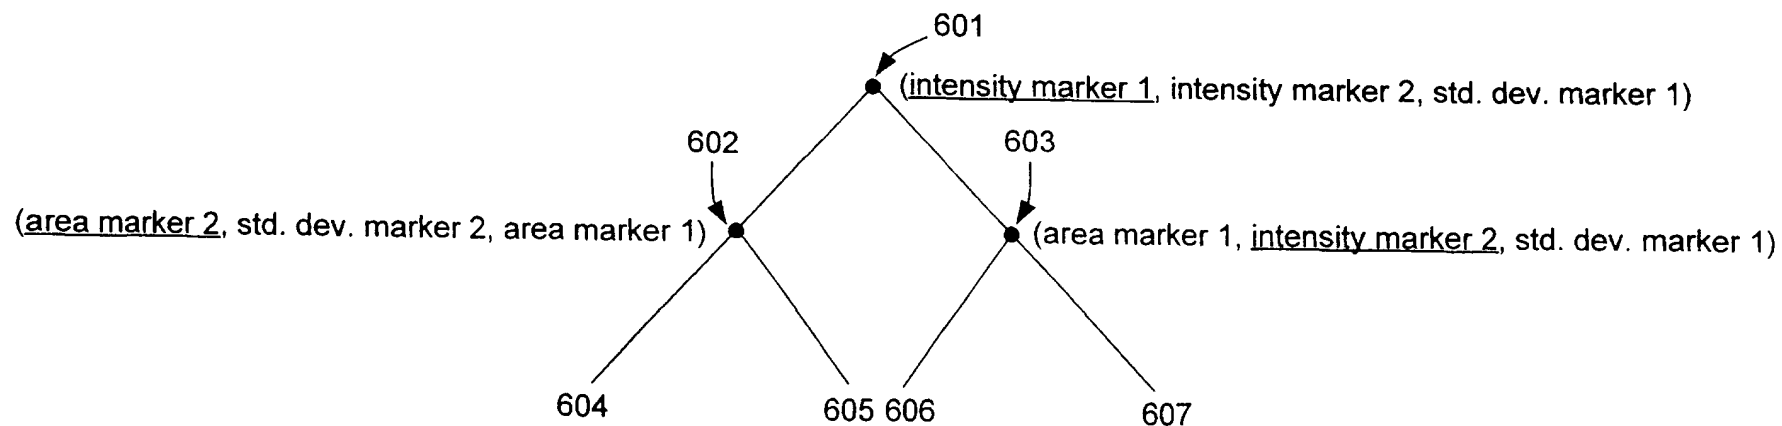 601
(intensity marker 1, intensity marker 2, std. dev. marker 1)
602
603
(area marker 2, std. dev. marker 2, area marker 1)
(area marker 1, intensity marker 2, std. dev. marker 1)
604
605
606
607